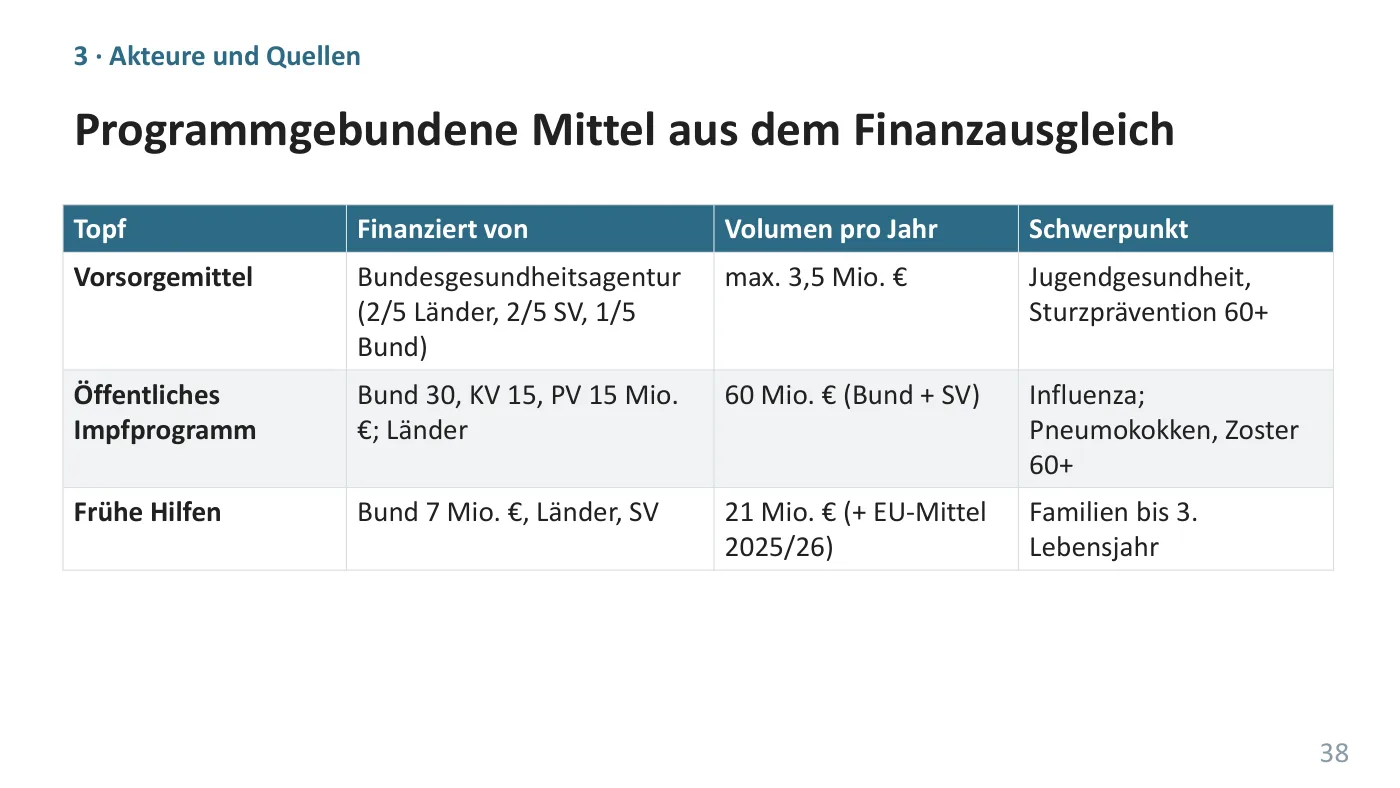 3 · Akteure und Quellen
Programmgebundene Mittel aus dem Finanzausgleich
Topf
Finanziert von
Volumen pro Jahr
Schwerpunkt
Vorsorgemittel
Bundesgesundheitsagentur
(2/5 Länder, 2/5 SV, 1/5
Bund)
max. 3,5 Mio. €
Jugendgesundheit,
Sturzprävention 60+
Öffentliches
Impfprogramm
Bund 30, KV 15, PV 15 Mio.
€; Länder
60 Mio. € (Bund + SV)
Influenza;
Pneumokokken, Zoster
60+
Frühe Hilfen
Bund 7 Mio. €, Länder, SV
21 Mio. € (+ EU-Mittel
2025/26)
Familien bis 3.
Lebensjahr
38